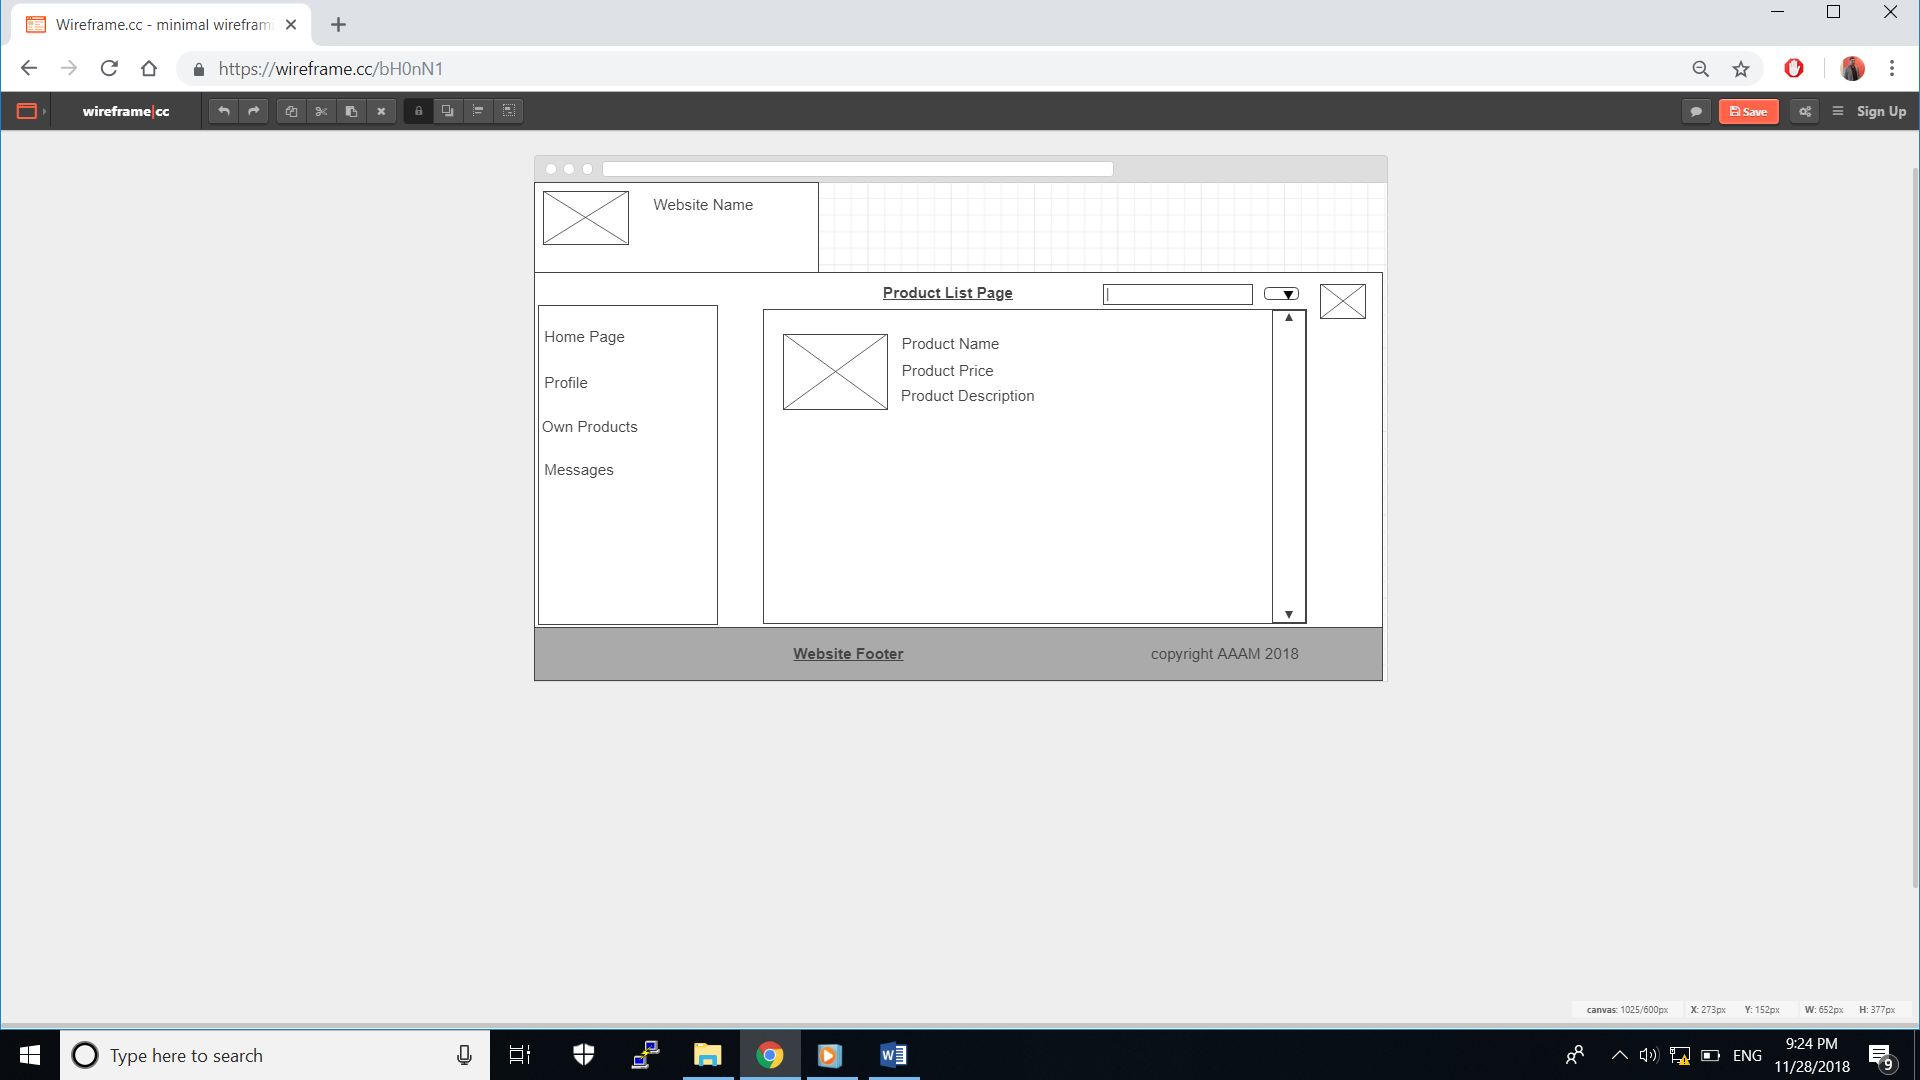 Wireframe.cc - minimal wirefram
https://wireframe.cc/bH0nN1
wireframe|cc
Save
Sign Up
Website Name
Product List Page
Home Page
Profile
Own Products
Messages
Product Name
Product Price
Product Description
Website Footer
copyright AAAM 2018
canvas: 1025/600px X: 273px Y: 152px W: 652px H: 377px
Type here to search
ENG
9:24 PM
11/28/2018
9